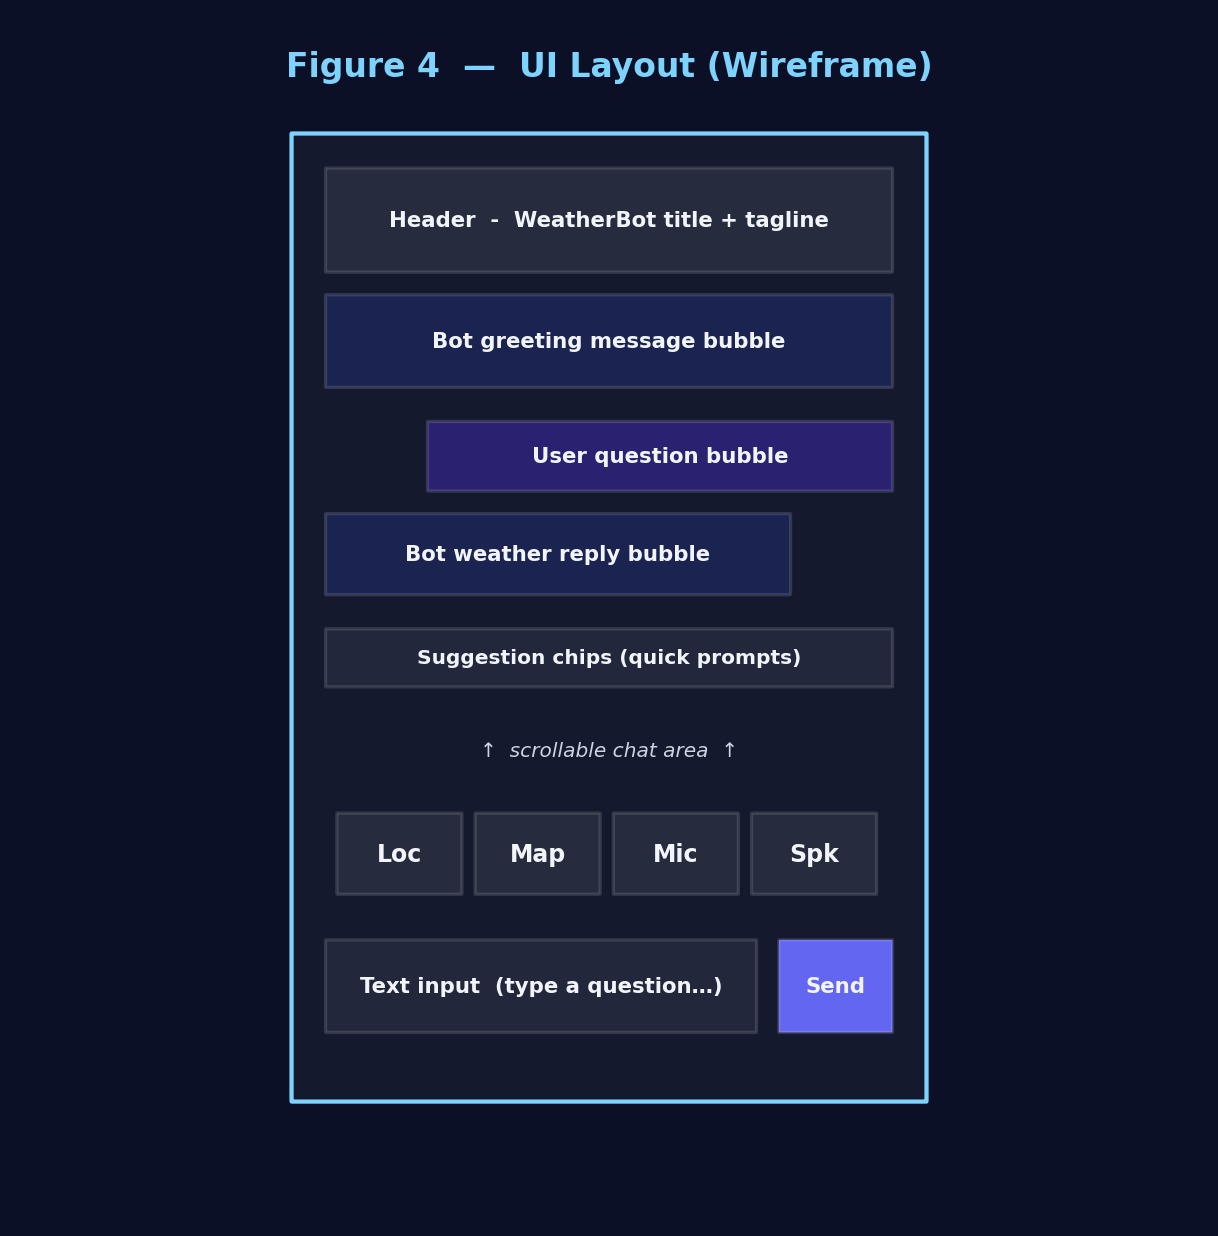 Figure 4 — UI Layout (Wireframe)
Header - WeatherBot title + tagline
Bot greeting message bubble
User question bubble
Bot weather reply bubble
Suggestion chips (quick prompts)
↑ scrollable chat area ↑
Loc Map Mic Spk
Text input (type a question…) Send